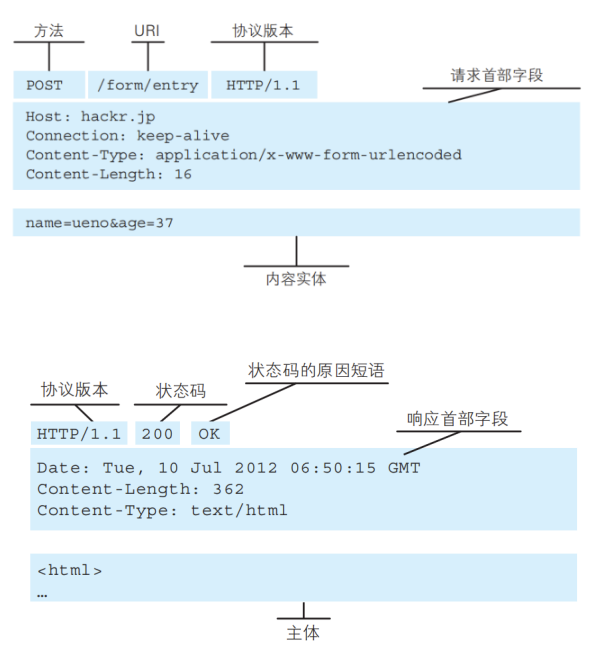 方法 URI 协议版本
请求首部字段
POST /form/entry HTTP/1.1
Host: hackr.jp
Connection: keep-alive
Content-Type: application/x-www-form-urlencoded
Content-Length: 16
name=ueno&age=37
内容实体
状态码的原因短语
协议版本 状态码
响应首部字段
HTTP/1.1 200 OK
Date: Tue, 10 Jul 2012 06:50:15 GMT
Content-Length: 362
Content-Type: text/html
<html>
…
主体